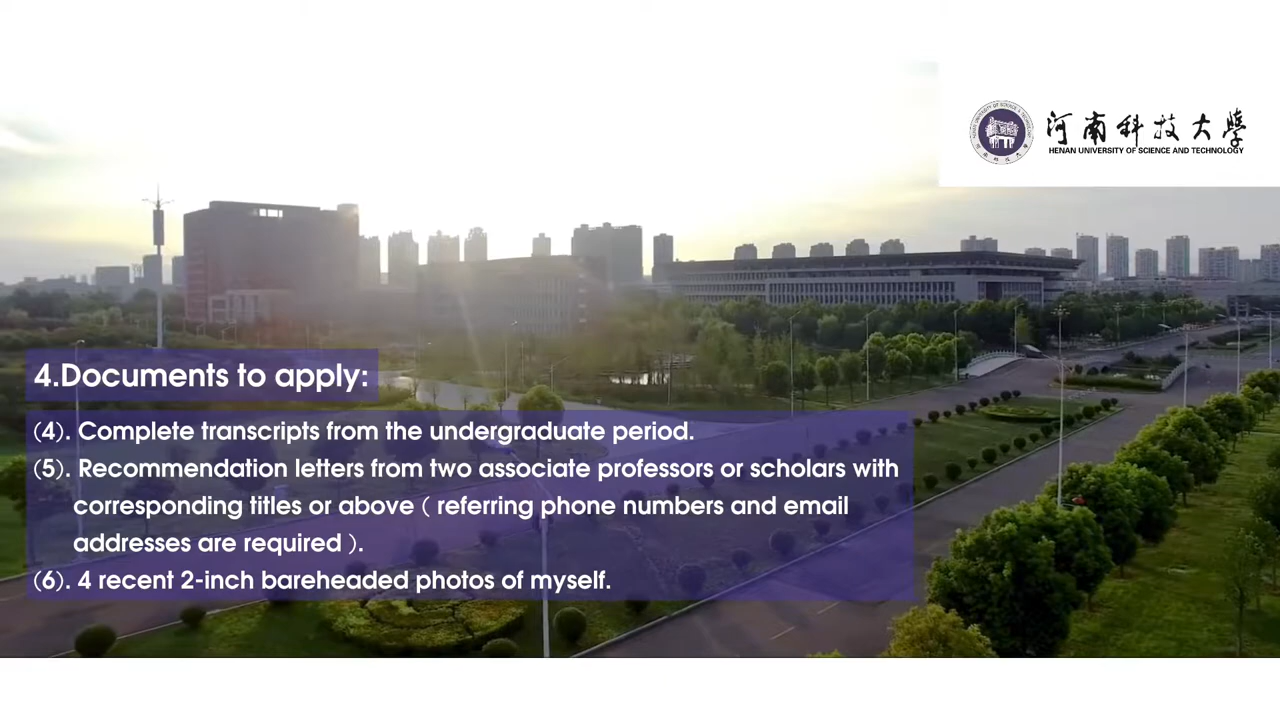 河南科技大學
HENAN UNIVERSITY OF SCIENCE AND TECHNOLOGY
4.Documents to apply:
(4). Complete transcripts from the undergraduate period.
(5). Recommendation letters from two associate professors or scholars with
corresponding titles or above ( referring phone numbers and email
addresses are required ).
(6). 4 recent 2-inch bareheaded photos of myself.